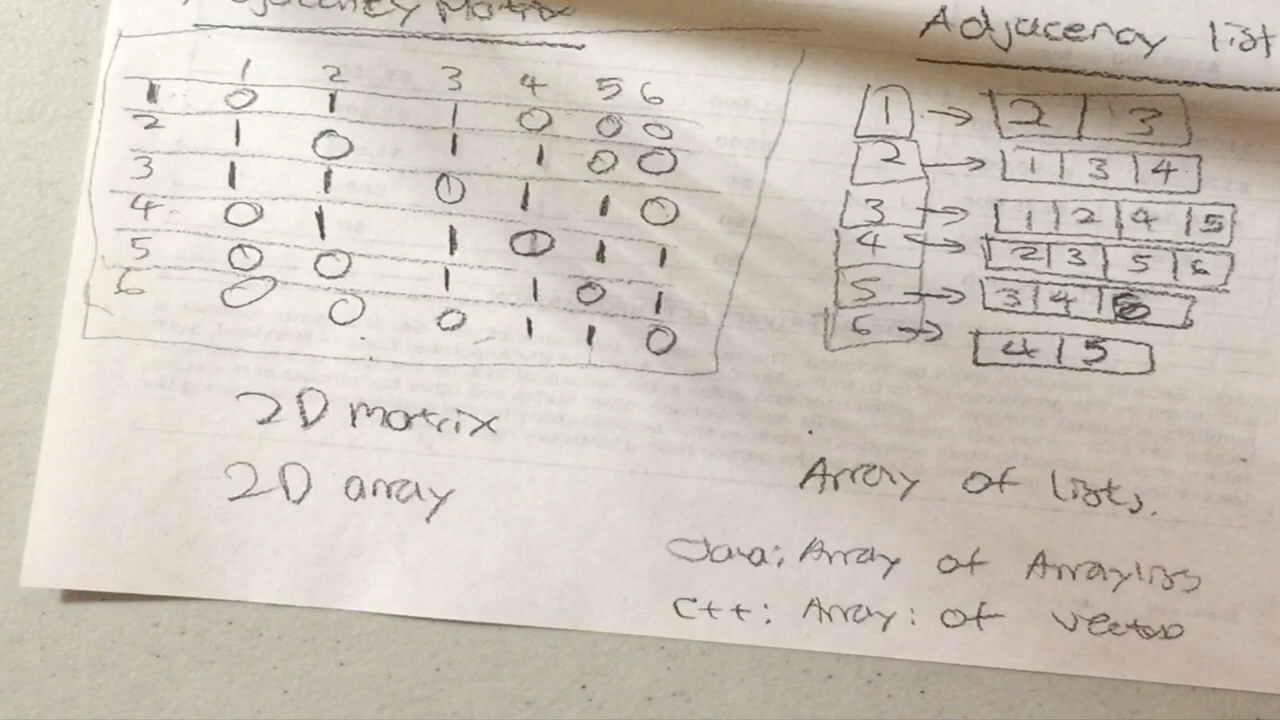 Adjacency Matrix
1 2 3 4 5 6
1 0 1 1 0 0 0
2 1 0 1 1 0 0
3 1 1 0 1 1 0
4 0 1 1 0 1 1
5 0 0 1 1 0 1
6 0 0 0 1 1 0
2D matrix
2D array
Adjacency list
1 → 2 3
2 → 1 3 4
3 → 1 2 4 5
4 → 2 3 5 6
5 → 3 4 6
6 → 4 5
Array of lists.
Java: Array of Arraylists
C++: Array: of vector